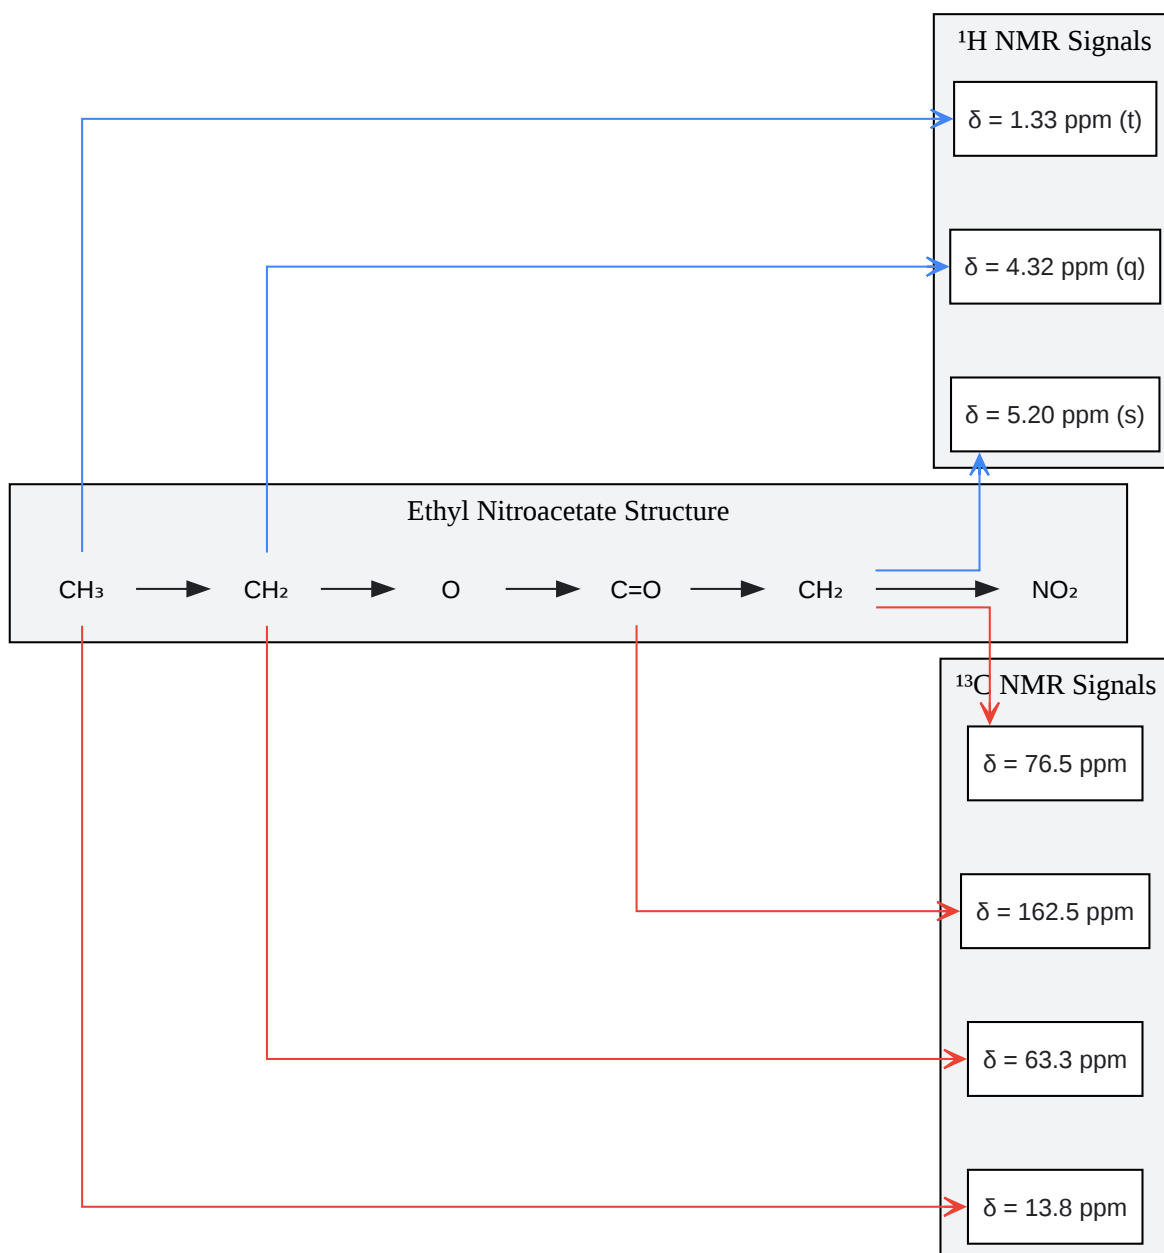 ¹H NMR Signals
δ = 1.33 ppm (t)
δ = 4.32 ppm (q)
δ = 5.20 ppm (s)
Ethyl Nitroacetate Structure
CH₃ CH₂ O C=O CH₂ NO₂
¹³C NMR Signals
δ = 76.5 ppm
δ = 162.5 ppm
δ = 63.3 ppm
δ = 13.8 ppm